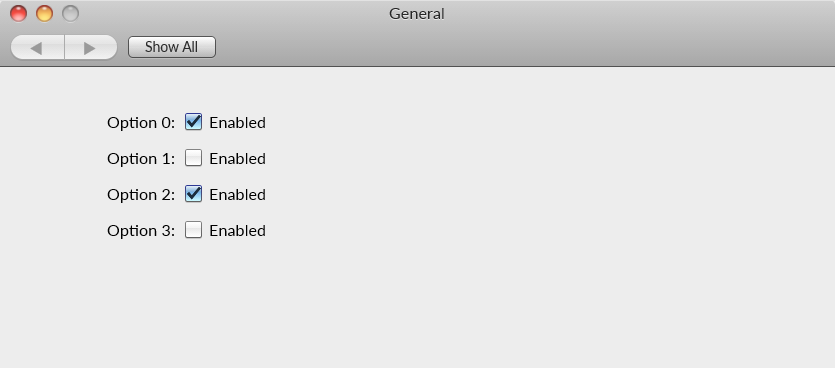 General
Show All
Option 0: Enabled
Option 1: Enabled
Option 2: Enabled
Option 3: Enabled